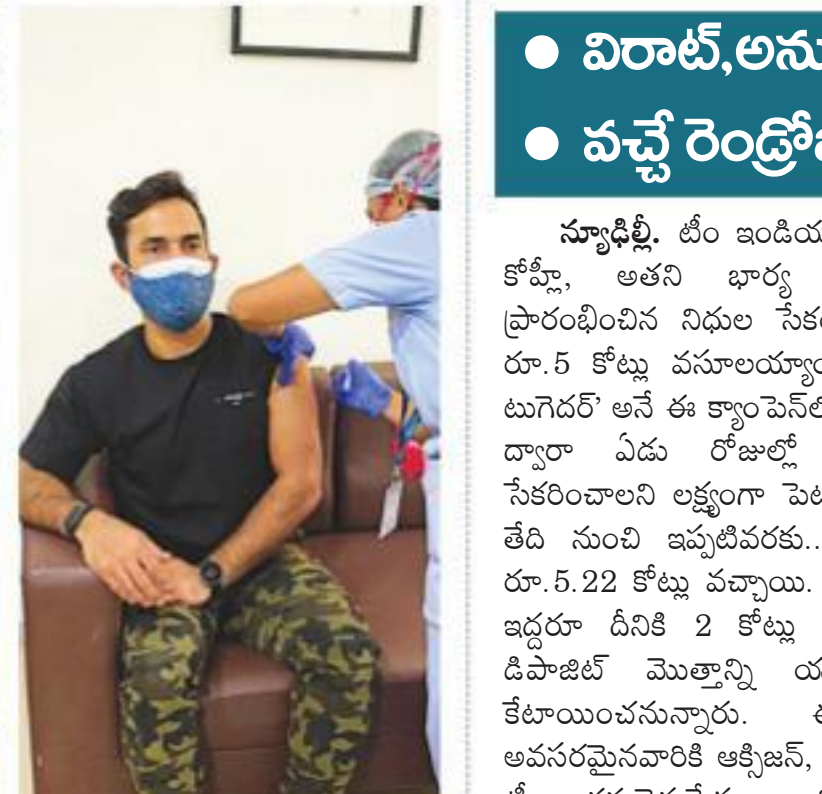 ● విరాట్,అను
● వచ్చే రెండ్రోజ
న్యూఢిల్లీ. టీం ఇండియ
కోహ్లీ, అతని భార్య
ప్రారంభించిన నిధుల సేక
రూ.5 కోట్లు వసూలయ్యా
టుగెదర్' అనే ఈ క్యాంపెన్‌ల
ద్వారా ఏడు రోజుల్లో
సేకరించాలని లక్ష్యంగా పెట
తేది నుంచి ఇప్పటివరకు..
రూ.5.22 కోట్లు వచ్చాయి.
ఇద్దరూ దీనికి 2 కోట్లు
డిపాజిట్ మొత్తాన్ని య
కేటాయించనున్నారు. ఈ
అవసరమైనవారికి ఆక్సిజన్,